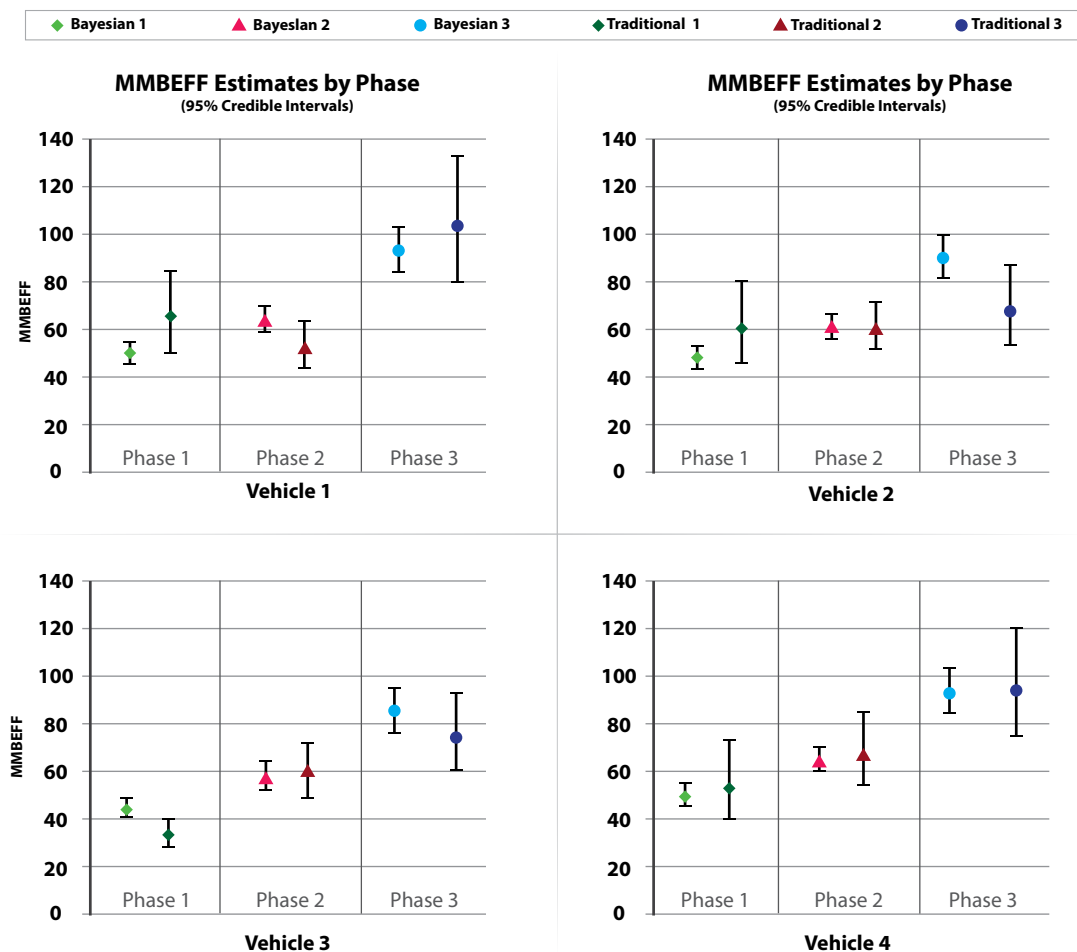 Bayesian 1 Bayeslan 2 Bayesian 3 Traditional 1 Traditional 2 Traditional 3
MMBEFF Estimates by Phase
(95% Credible Intervals)
140
120
100
80
60
40
20
0
MMBEFF
Phase 1 Phase 2 Phase 3
Vehicle 1
MMBEFF Estimates by Phase
(95% Credible Intervals)
140
120
100
80
60
40
20
0
Phase 1 Phase 2 Phase 3
Vehicle 2
140
120
100
80
60
40
20
0
MMBEFF
Phase 1 Phase 2 Phase 3
Vehicle 3
140
120
100
80
60
40
20
0
Phase 1 Phase 2 Phase 3
Vehicle 4